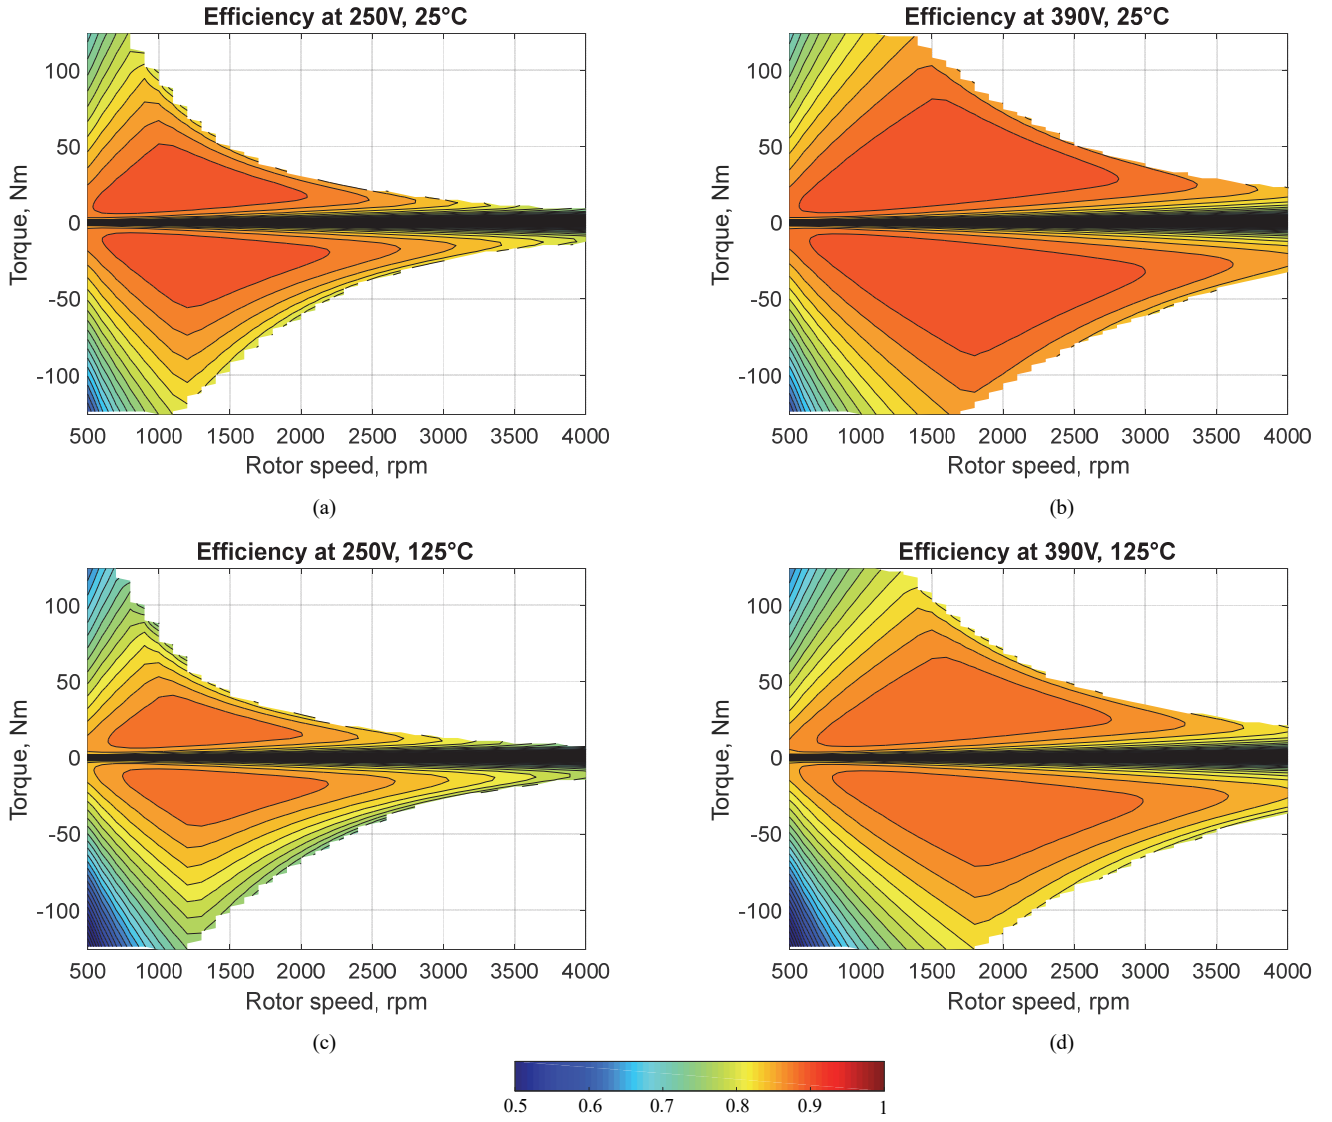 Efficiency at 250V, 25°C
100
50
0
-50
-100
Torque, Nm
500 1000 1500 2000 2500 3000 3500 4000
Rotor speed, rpm
(a)
Efficiency at 390V, 25°C
100
50
0
-50
-100
Torque, Nm
500 1000 1500 2000 2500 3000 3500 4000
Rotor speed, rpm
(b)
Efficiency at 250V, 125°C
100
50
0
-50
-100
Torque, Nm
500 1000 1500 2000 2500 3000 3500 4000
Rotor speed, rpm
(c)
Efficiency at 390V, 125°C
100
50
0
-50
-100
Torque, Nm
500 1000 1500 2000 2500 3000 3500 4000
Rotor speed, rpm
(d)
0.5 0.6 0.7 0.8 0.9 1